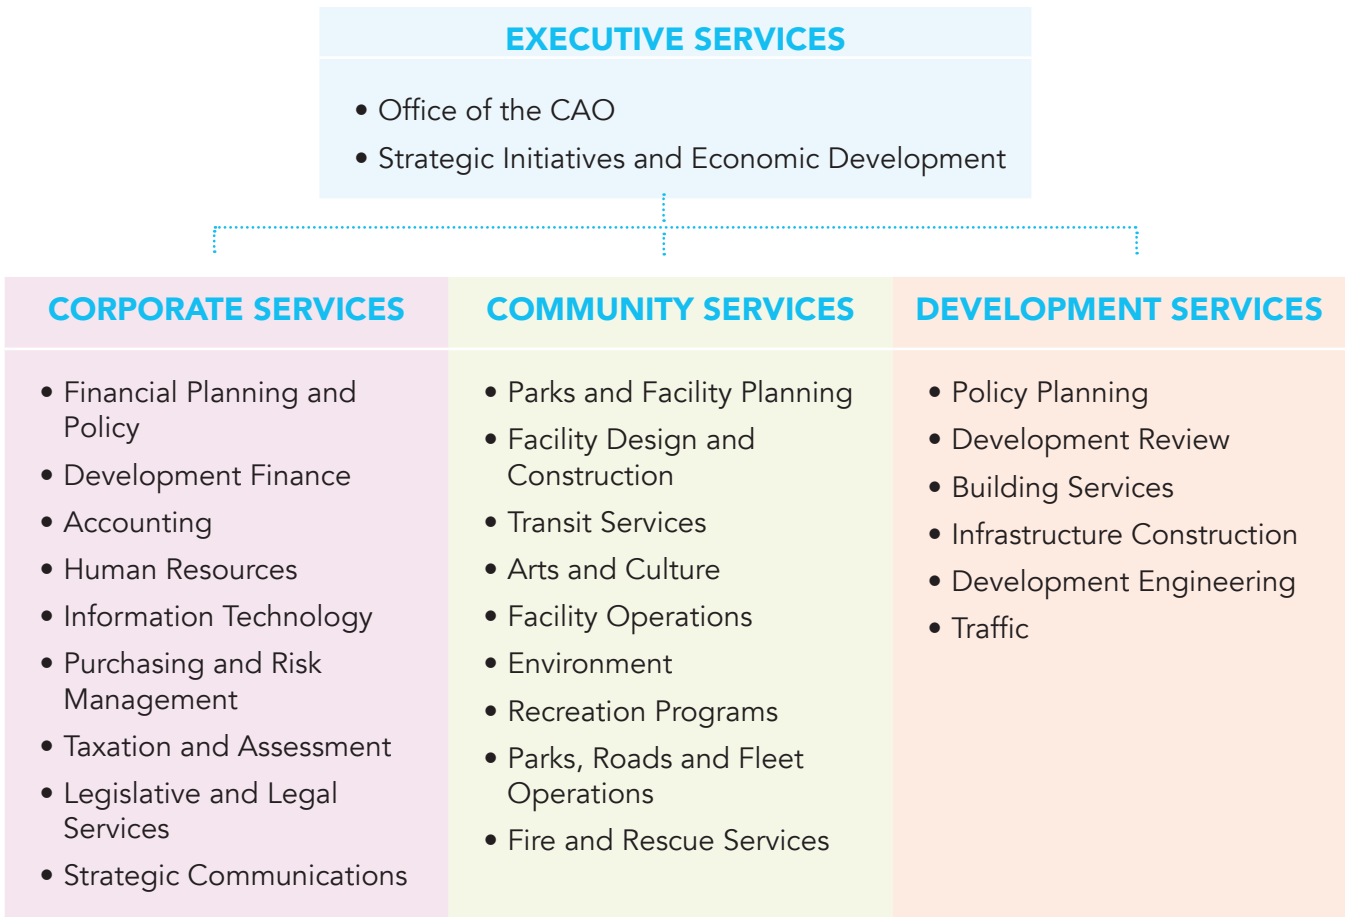 EXECUTIVE SERVICES
• Office of the CAO
• Strategic Initiatives and Economic Development
CORPORATE SERVICES
• Financial Planning and
Policy
• Development Finance
• Accounting
• Human Resources
• Information Technology
• Purchasing and Risk
Management
• Taxation and Assessment
• Legislative and Legal
Services
• Strategic Communications
COMMUNITY SERVICES
• Parks and Facility Planning
• Facility Design and
Construction
• Transit Services
• Arts and Culture
• Facility Operations
• Environment
• Recreation Programs
• Parks, Roads and Fleet
Operations
• Fire and Rescue Services
DEVELOPMENT SERVICES
• Policy Planning
• Development Review
• Building Services
• Infrastructure Construction
• Development Engineering
• Traffic